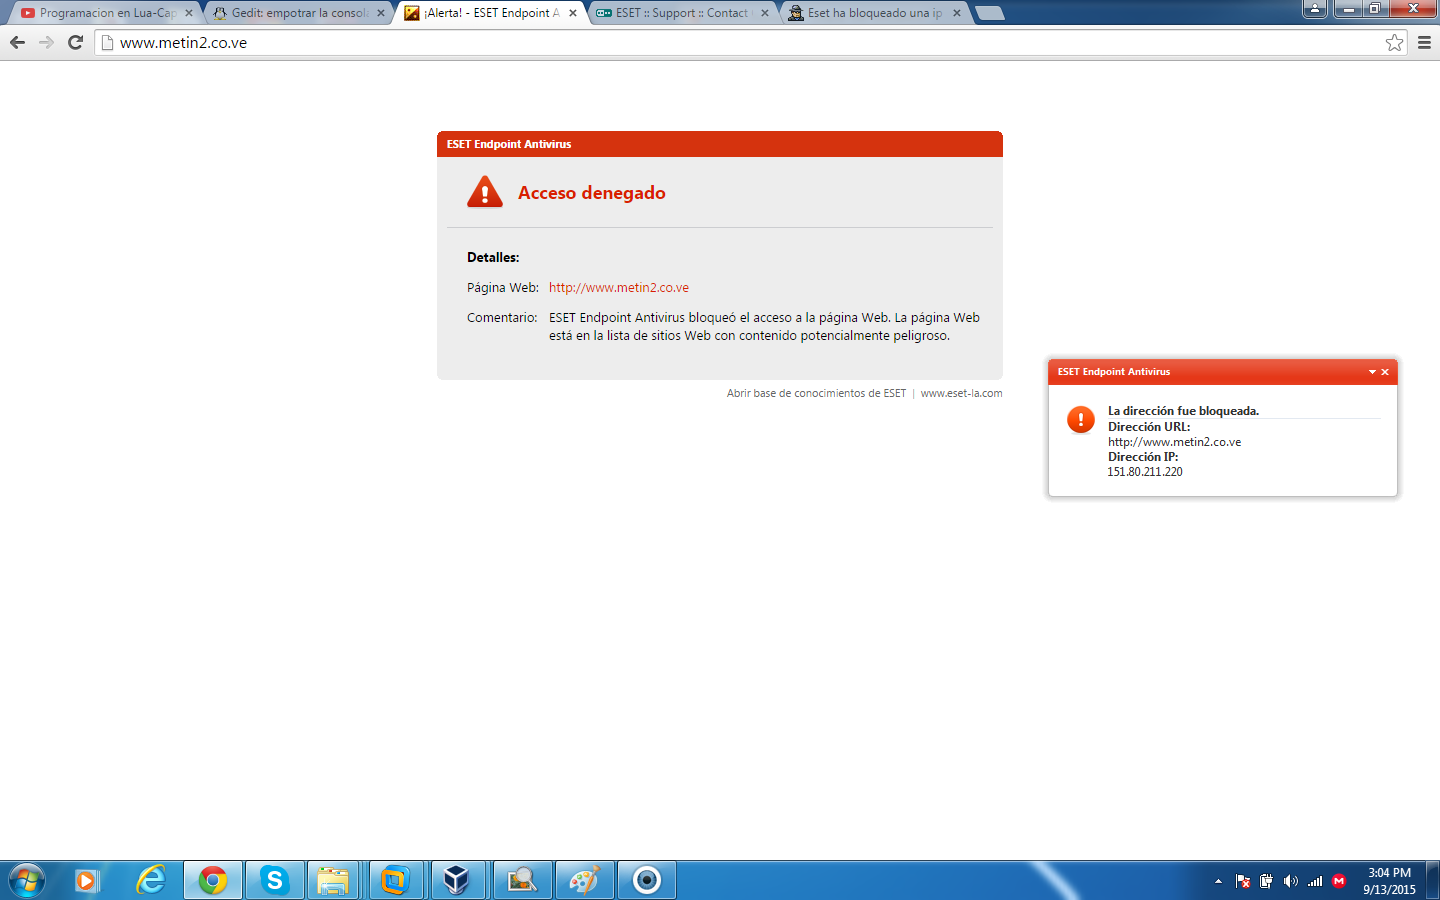 Programacion en Lua-Cap
Gedit: empotrar la consola
¡Alerta! - ESET Endpoint A
ESET :: Support :: Contact
Eset ha bloqueado una ip
www.metin2.co.ve
ESET Endpoint Antivirus
Acceso denegado
Detalles:
Página Web: http://www.metin2.co.ve
Comentario: ESET Endpoint Antivirus bloqueó el acceso a la página Web. La página Web
está en la lista de sitios Web con contenido potencialmente peligroso.
Abrir base de conocimientos de ESET | www.eset-la.com
ESET Endpoint Antivirus
La dirección fue bloqueada.
Dirección URL:
http://www.metin2.co.ve
Dirección IP:
151.80.211.220
3:04 PM
9/13/2015